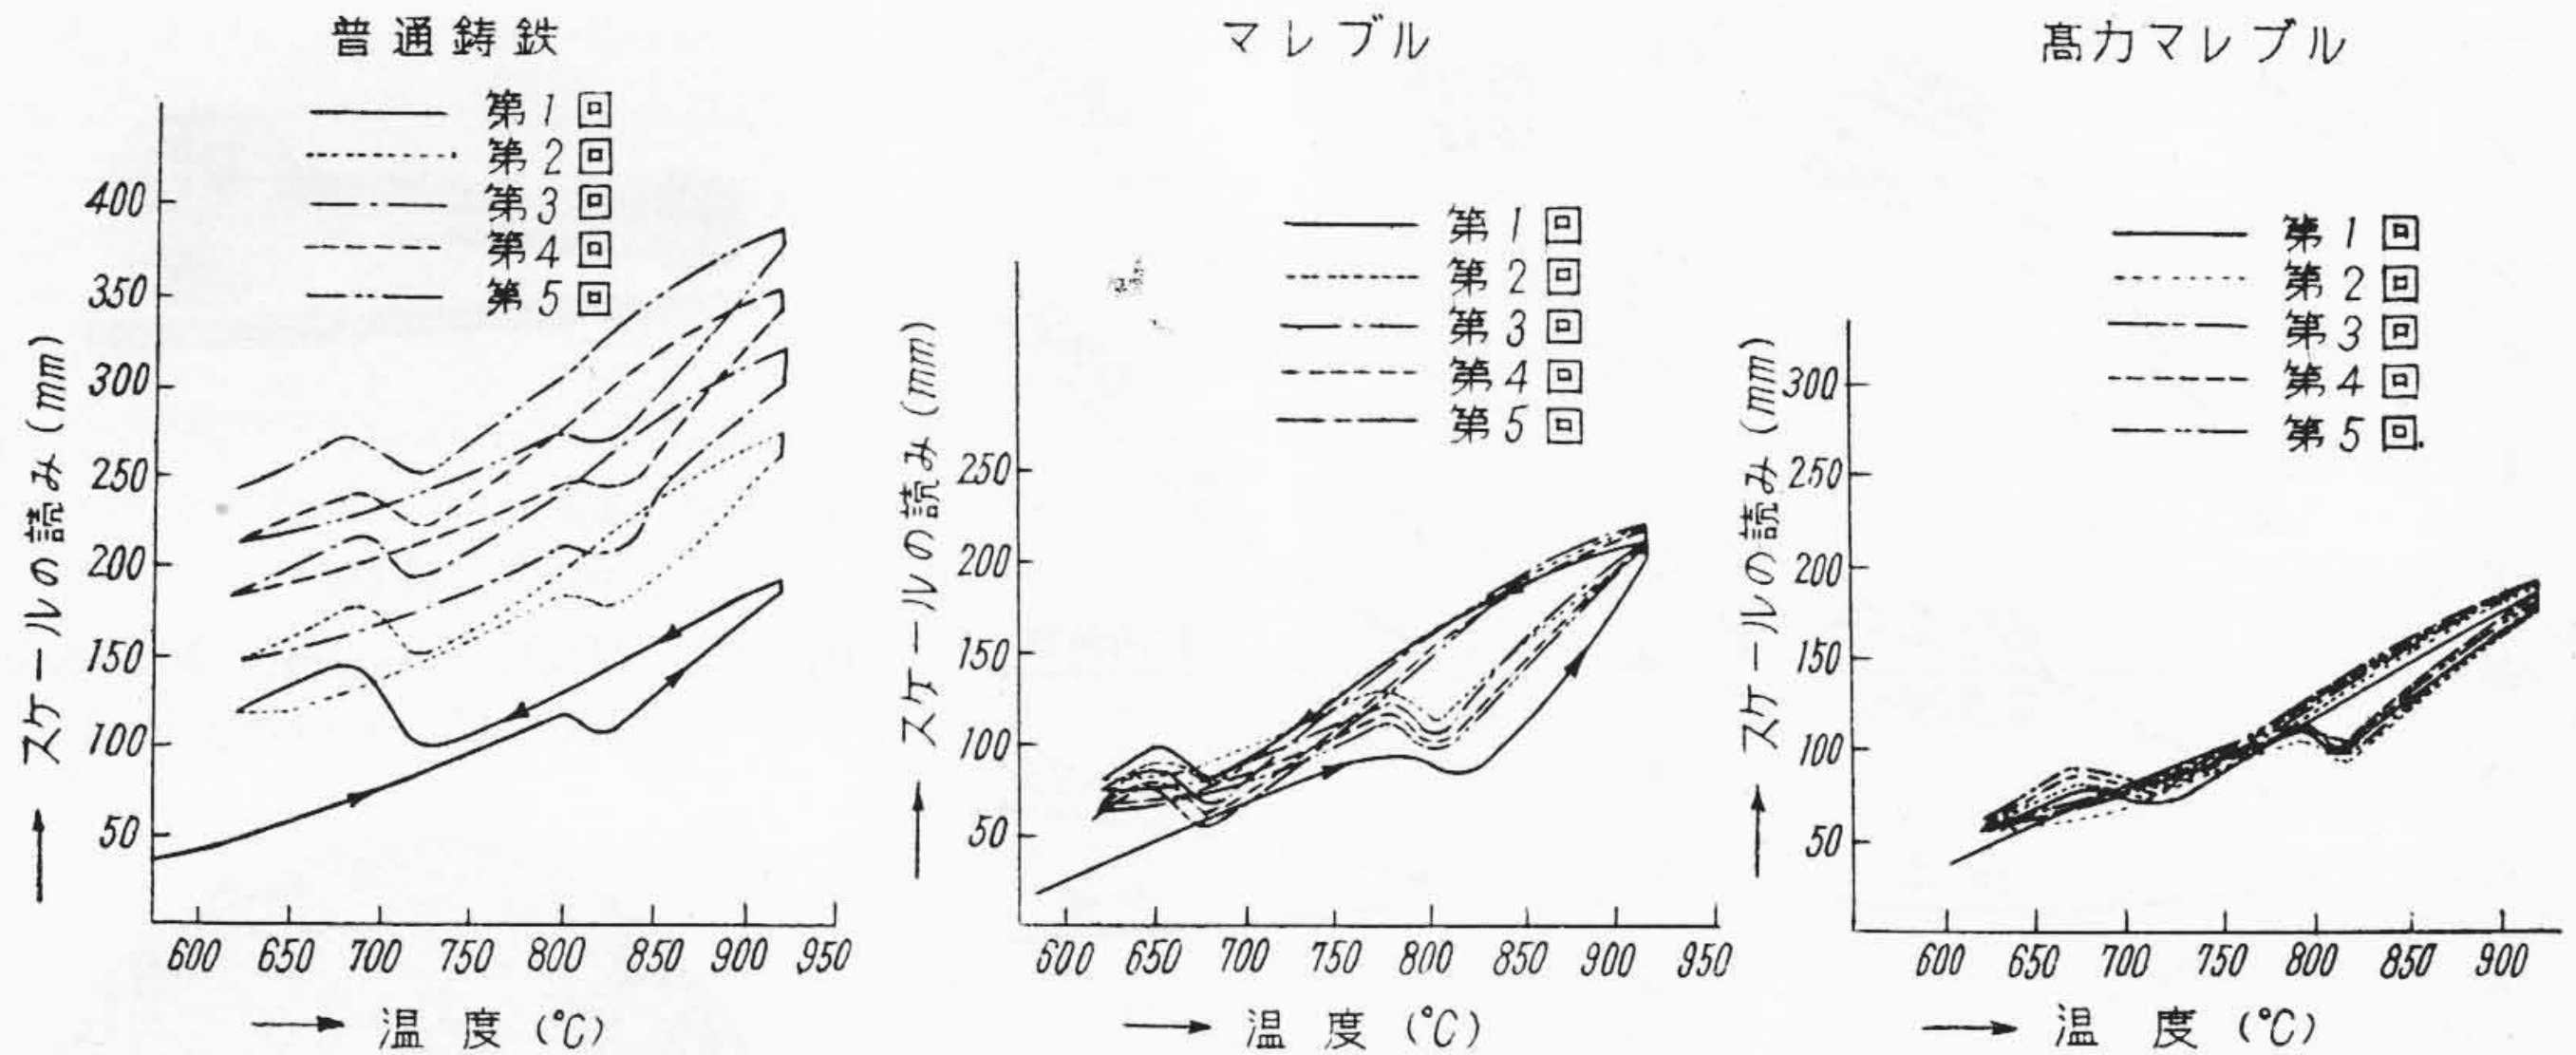 普通鋳鉄
第1回
第2回
第3回
第4回
第5回
400
350
300
250
200
150
100
50
スケールの読み(mm)
600 650 700 750 800 850 900 950
温度(°C)
マレブル
第1回
第2回
第3回
第4回
第5回
250
200
150
100
50
スケールの読み(mm)
600 650 700 750 800 850 900 950
温度(°C)
髙力マレブル
第1回
第2回
第3回
第4回
第5回.
300
250
200
150
100
50
スケールの読み(mm)
600 650 700 750 800 850 900
温度(°C)